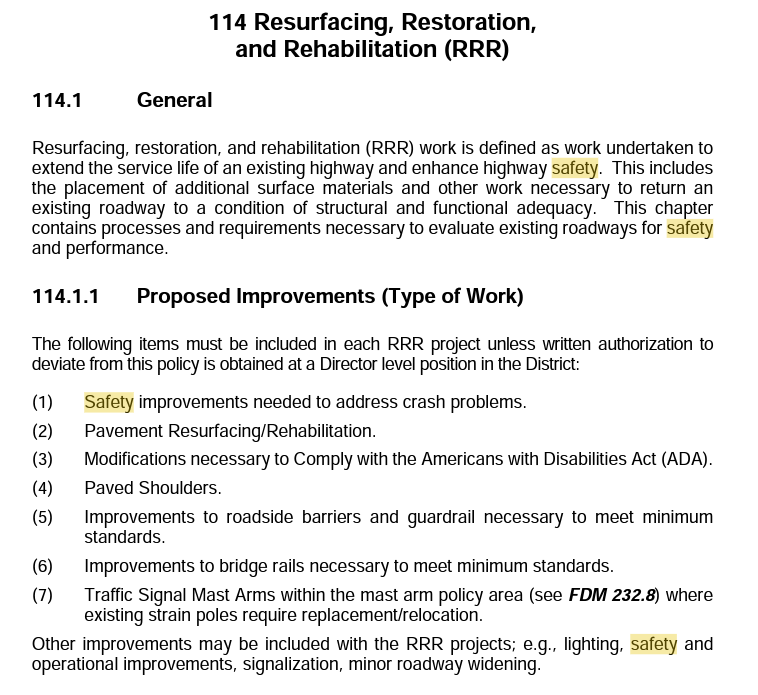 114 Resurfacing, Restoration,
and Rehabilitation (RRR)
114.1 General
Resurfacing, restoration, and rehabilitation (RRR) work is defined as work undertaken to
extend the service life of an existing highway and enhance highway safety. This includes
the placement of additional surface materials and other work necessary to return an
existing roadway to a condition of structural and functional adequacy. This chapter
contains processes and requirements necessary to evaluate existing roadways for safety
and performance.
114.1.1 Proposed Improvements (Type of Work)
The following items must be included in each RRR project unless written authorization to
deviate from this policy is obtained at a Director level position in the District:
(1) Safety improvements needed to address crash problems.
(2) Pavement Resurfacing/Rehabilitation.
(3) Modifications necessary to Comply with the Americans with Disabilities Act (ADA).
(4) Paved Shoulders.
(5) Improvements to roadside barriers and guardrail necessary to meet minimum
standards.
(6) Improvements to bridge rails necessary to meet minimum standards.
(7) Traffic Signal Mast Arms within the mast arm policy area (see FDM 232.8) where
existing strain poles require replacement/relocation.
Other improvements may be included with the RRR projects; e.g., lighting, safety and
operational improvements, signalization, minor roadway widening.